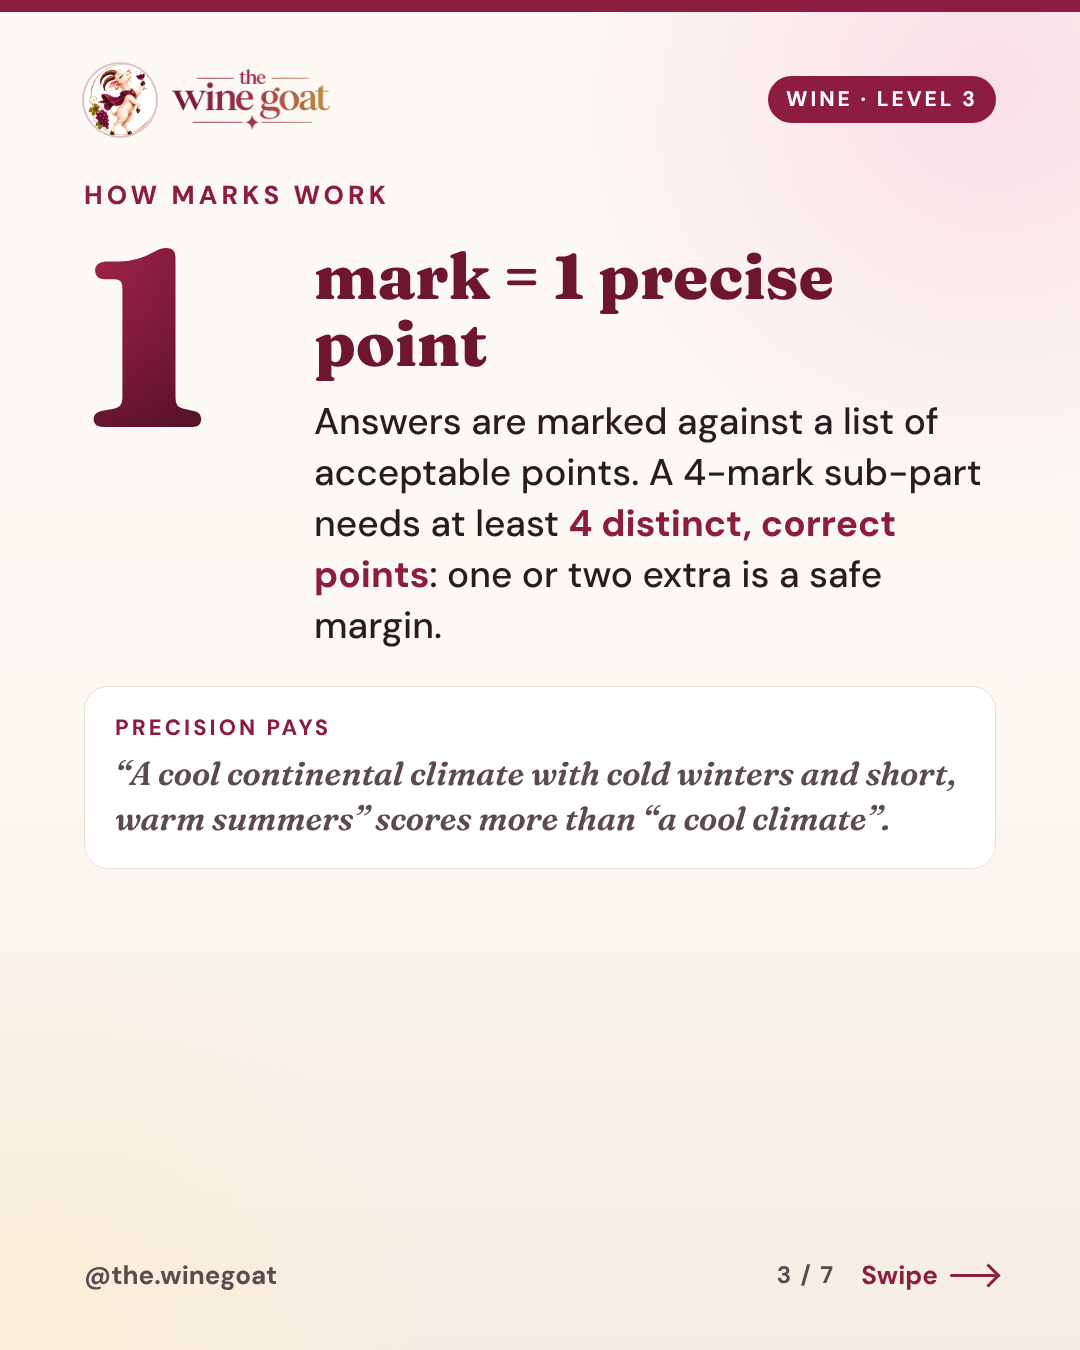 the
wine goat
WINE · LEVEL 3
HOW MARKS WORK
1
mark = 1 precise
point
Answers are marked against a list of
acceptable points. A 4-mark sub-part
needs at least 4 distinct, correct
points: one or two extra is a safe
margin.
PRECISION PAYS
“A cool continental climate with cold winters and short,
warm summers” scores more than “a cool climate”.
@the.winegoat
3 / 7
Swipe